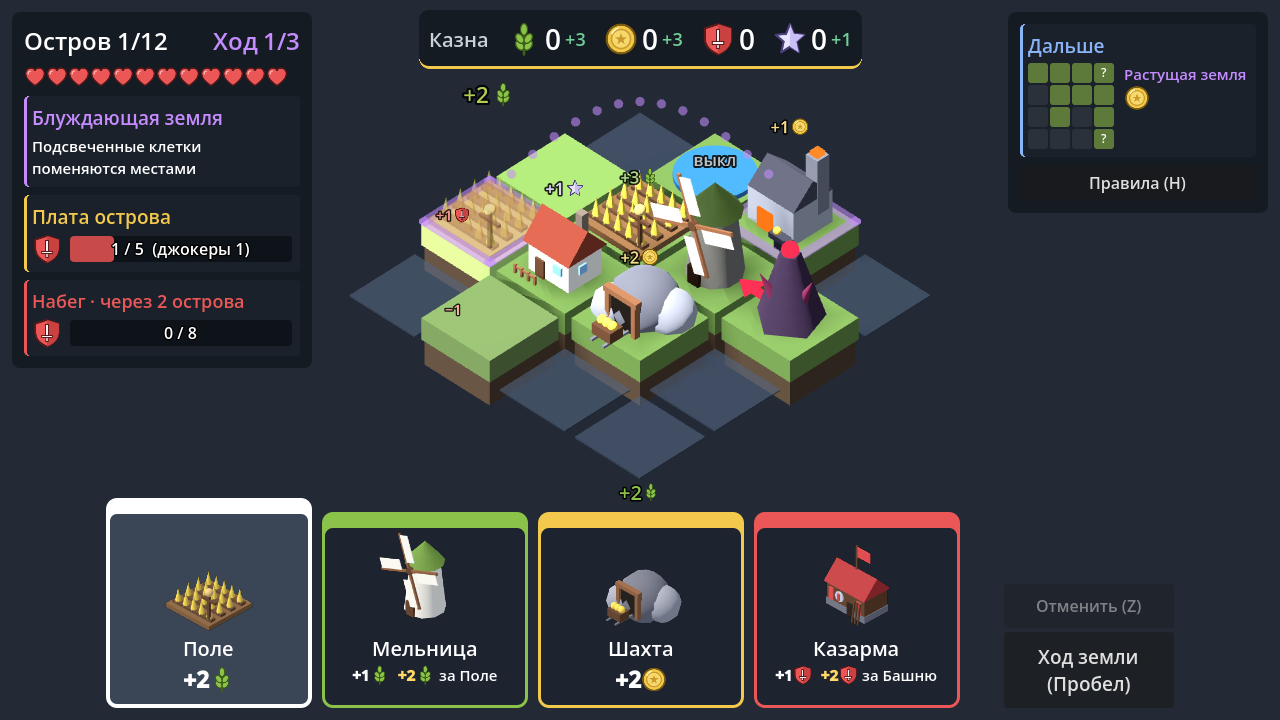 Остров 1/12
Ход 1/3
Блуждающая земля
Подсвеченные клетки
поменяются местами
Плата острова
1 / 5 (джокеры 1)
Набег · через 2 острова
0 / 8
Казна
0 +3
0 +3
0
0 +1
+2
+1
ВЫКЛ
+3
+1
+1
+2
−1
+2
Дальше
?
Растущая земля
?
Правила (H)
Поле
+2
Мельница
+1 +2 за Поле
Шахта
+2
Казарма
+1 +2 за Башню
Отменить (Z)
Ход земли
(Пробел)